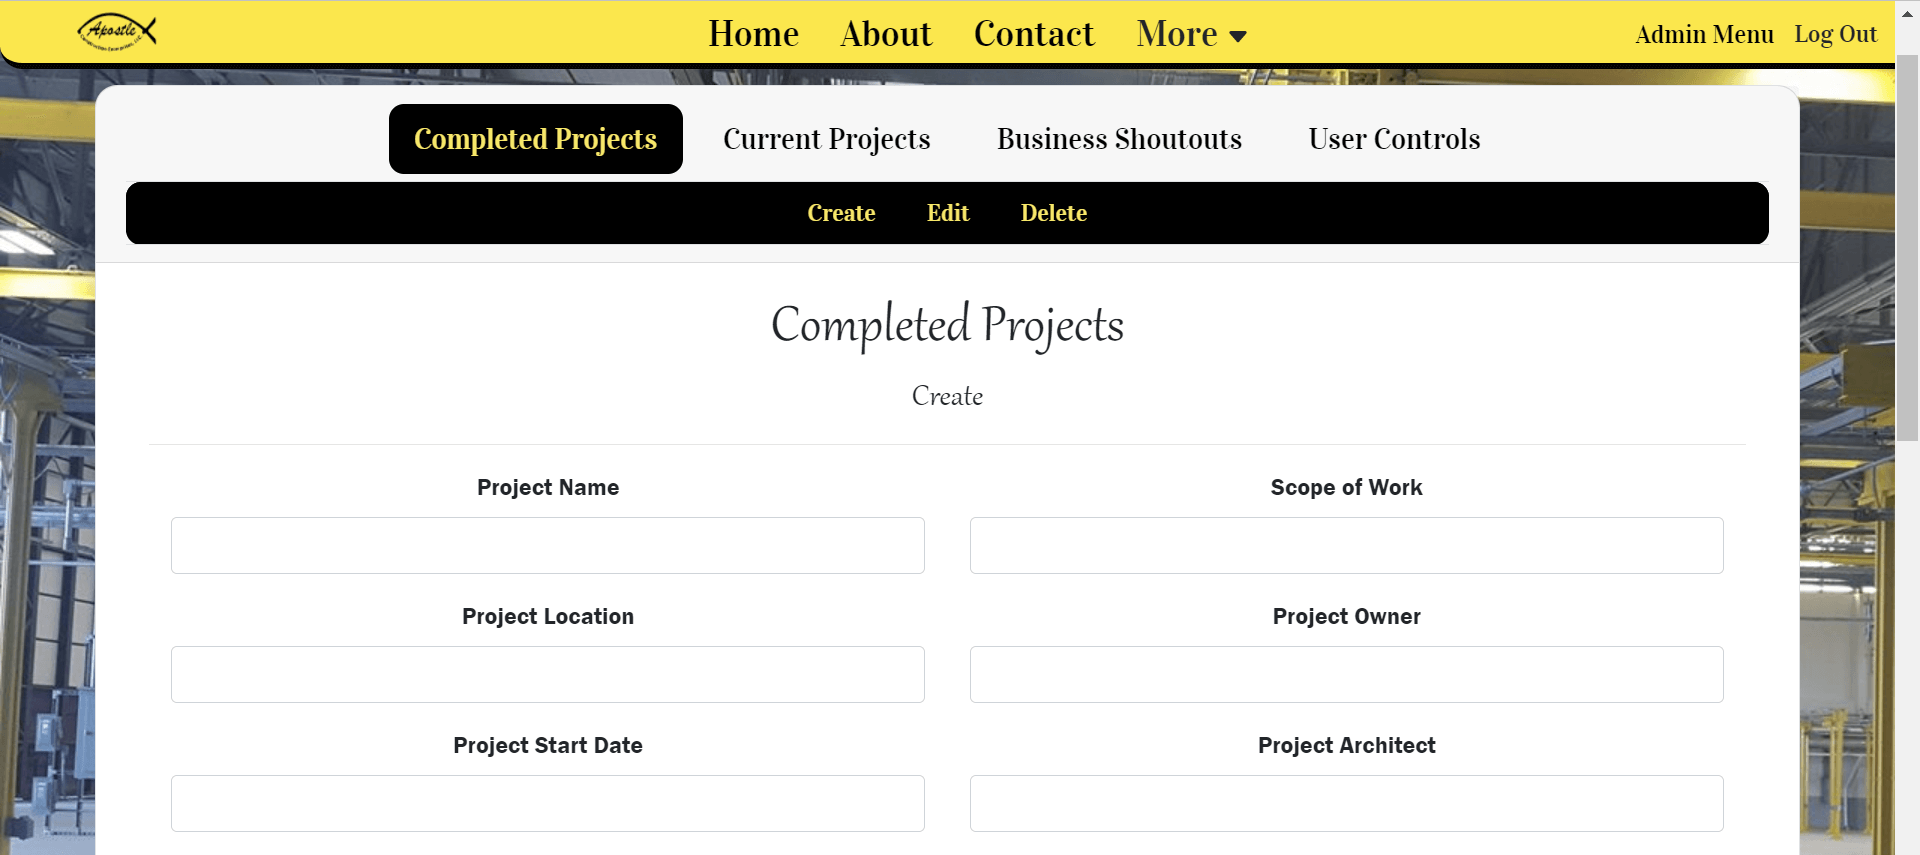 Apostle
Home About Contact More
Admin Menu Log Out
Completed Projects Current Projects Business Shoutouts User Controls
Create Edit Delete
Completed Projects
Create
Project Name Scope of Work
Project Location Project Owner
Project Start Date Project Architect